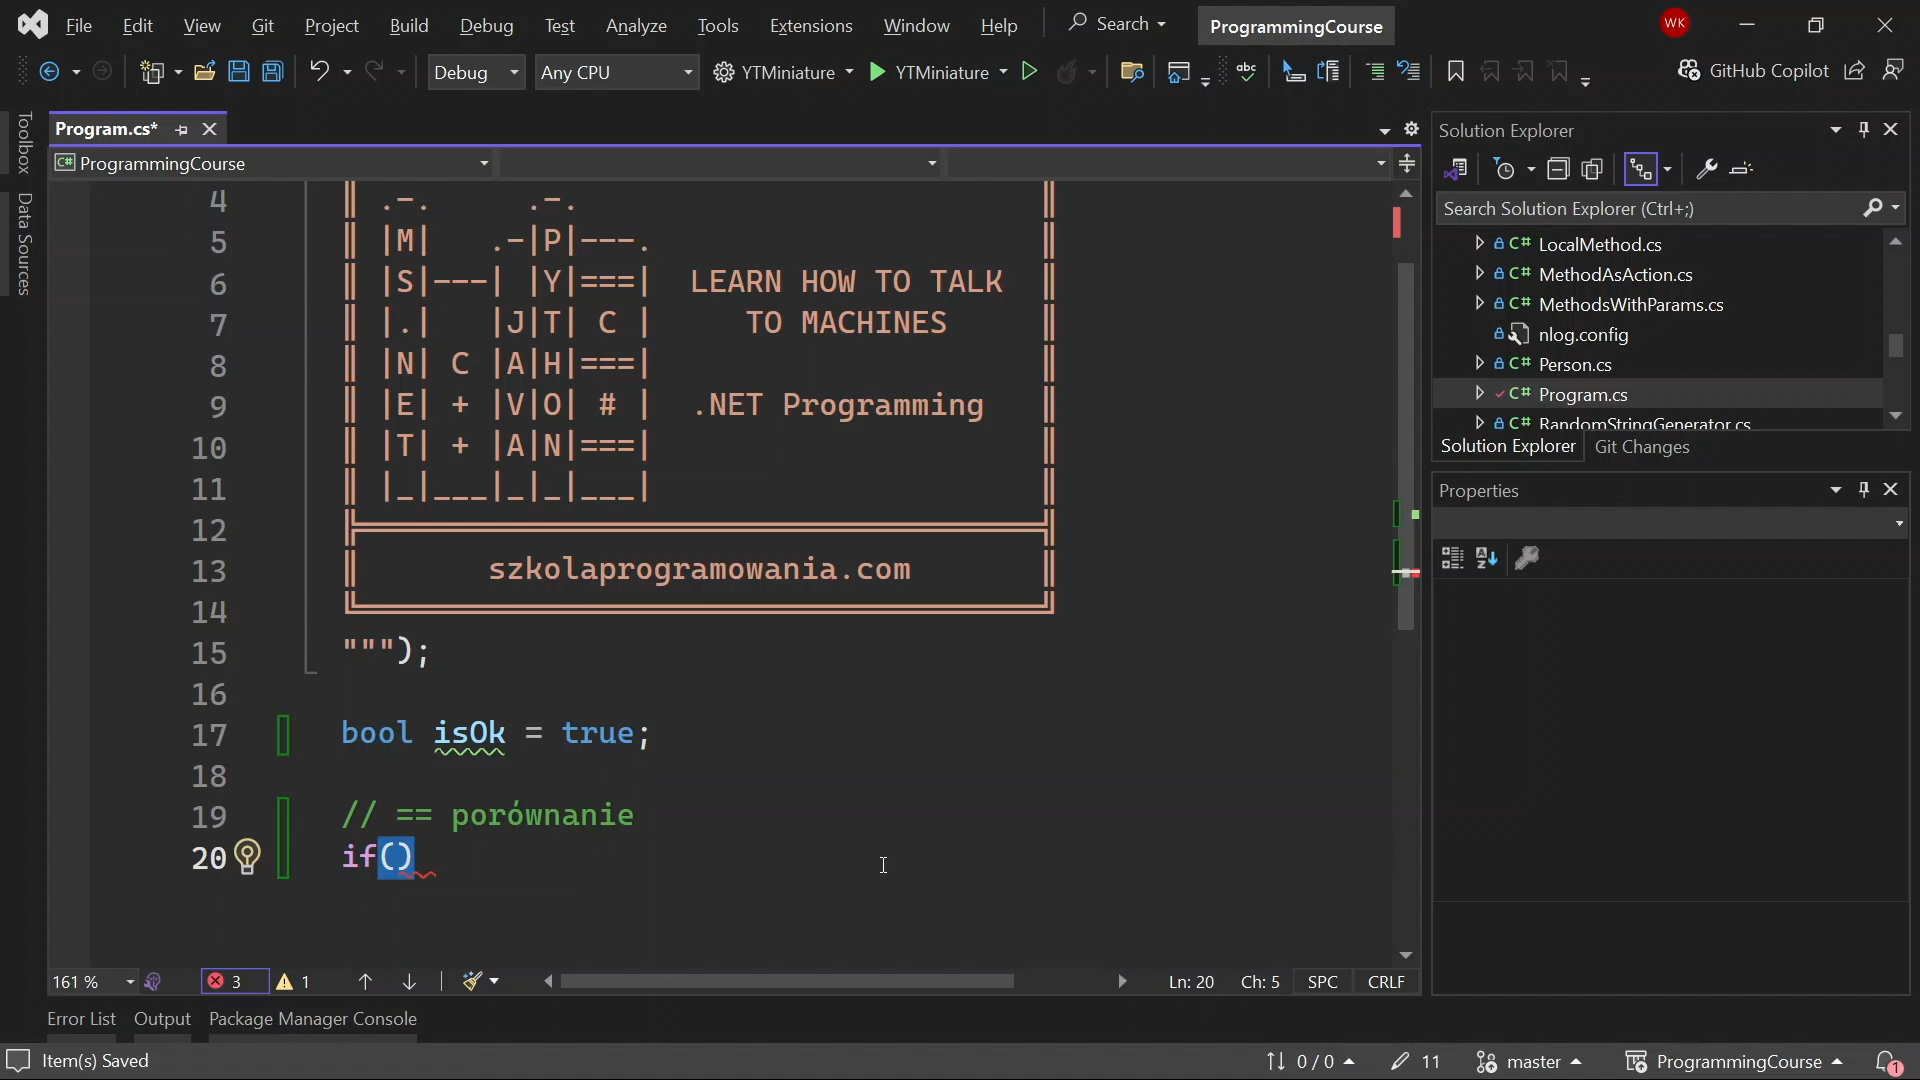 File Edit View Git Project Build Debug Test Analyze Tools Extensions Window Help Search ProgrammingCourse WK
Debug Any CPU YTMiniature YTMiniature GitHub Copilot
Toolbox
Data Sources
Program.cs*
C# ProgrammingCourse
4 .-. .-.
5 |M| .-|P|---.
6 |S|---| |Y|===| LEARN HOW TO TALK
7 |.| |J|T| C | TO MACHINES
8 |N| C |A|H|===|
9 |E| + |V|O| # | .NET Programming
10 |T| + |A|N|===|
11 |_|___|_|_|___|
12
13 szkolaprogramowania.com
14
15 """);
16
17 bool isOk = true;
18
19 // == porównanie
20 if()
161 % 3 1 Ln: 20 Ch: 5 SPC CRLF
Solution Explorer
Search Solution Explorer (Ctrl+;)
C# LocalMethod.cs
C# MethodAsAction.cs
C# MethodsWithParams.cs
nlog.config
C# Person.cs
C# Program.cs
C# RandomStringGenerator.cs
Solution Explorer Git Changes
Properties
Error List Output Package Manager Console
Item(s) Saved 0 / 0 11 master ProgrammingCourse 1